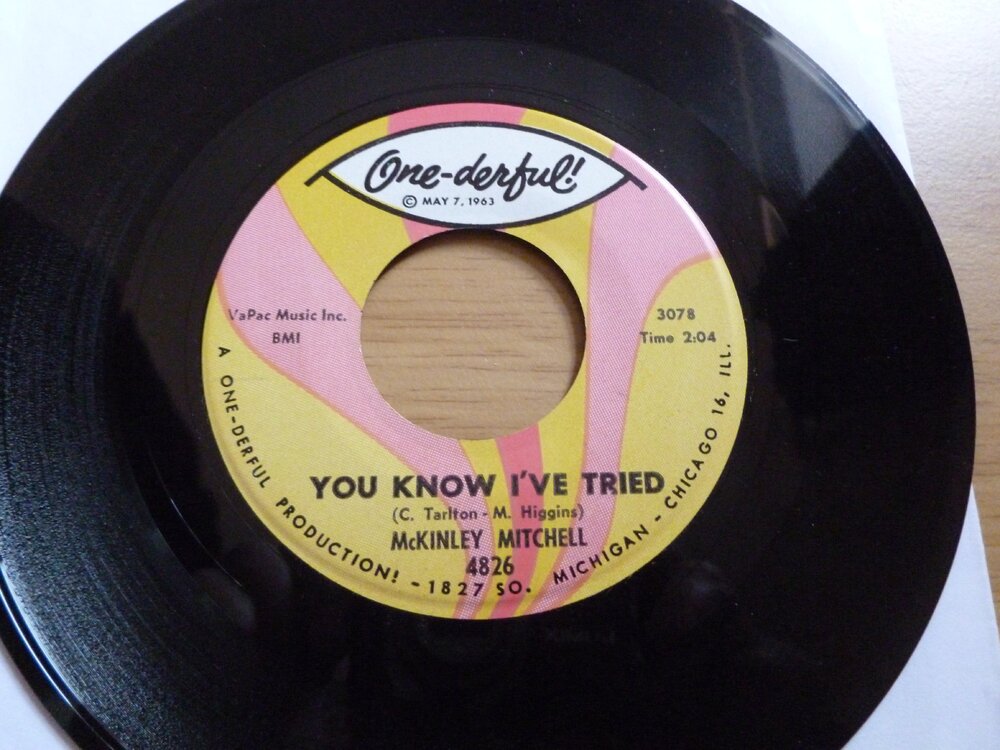 One-derful!
© MAY 7, 1963
VaPac Music Inc.
BMI
3078
Time 2:04
YOU KNOW I'VE TRIED
(C. Tarlton - M. Higgins)
McKINLEY MITCHELL
4826
A ONE-DERFUL PRODUCTION! - 1827 SO. MICHIGAN - CHICAGO 16, ILL.